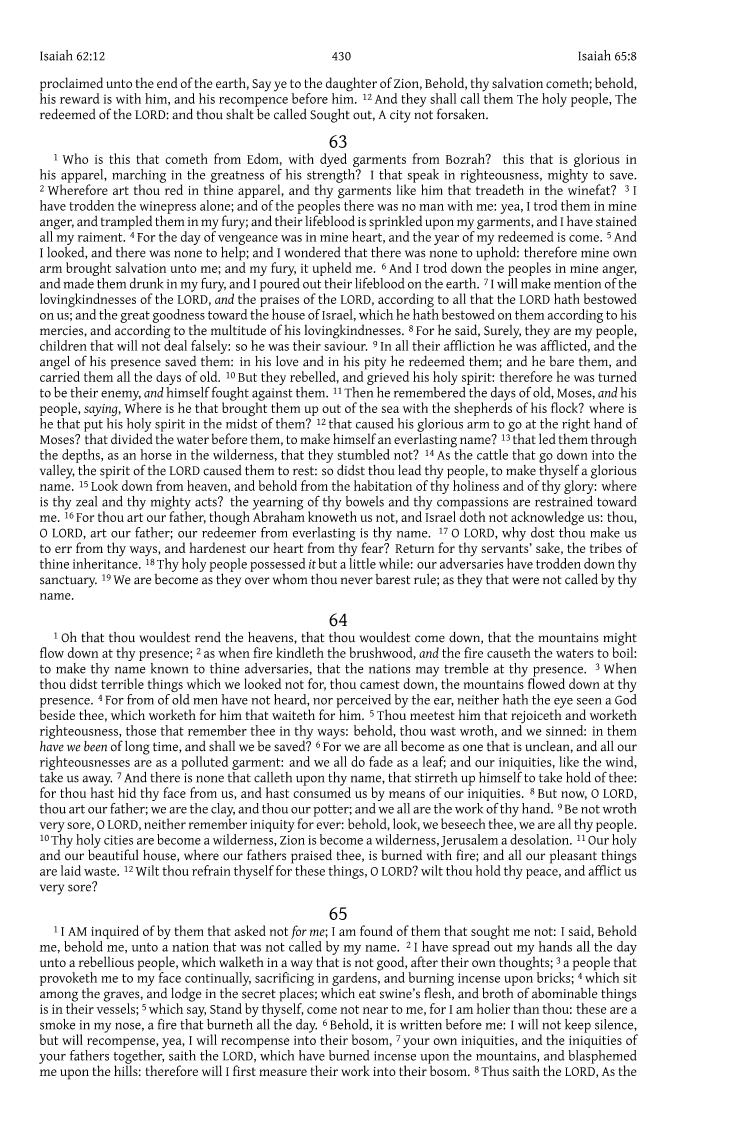 Isaiah 62:12 430 Isaiah 65:8
proclaimed unto the end of the earth, Say ye to the daughter of Zion, Behold, thy salvation cometh; behold,
his reward is with him, and his recompence before him. 12 And they shall call them The holy people, The
redeemed of the LORD: and thou shalt be called Sought out, A city not forsaken.
63
1 Who is this that cometh from Edom, with dyed garments from Bozrah? this that is glorious in
his apparel, marching in the greatness of his strength? I that speak in righteousness, mighty to save.
2 Wherefore art thou red in thine apparel, and thy garments like him that treadeth in the winefat? 3 I
have trodden the winepress alone; and of the peoples there was no man with me: yea, I trod them in mine
anger, and trampled them in my fury; and their lifeblood is sprinkled upon my garments, and I have stained
all my raiment. 4 For the day of vengeance was in mine heart, and the year of my redeemed is come. 5 And
I looked, and there was none to help; and I wondered that there was none to uphold: therefore mine own
arm brought salvation unto me; and my fury, it upheld me. 6 And I trod down the peoples in mine anger,
and made them drunk in my fury, and I poured out their lifeblood on the earth. 7 I will make mention of the
lovingkindnesses of the LORD, and the praises of the LORD, according to all that the LORD hath bestowed
on us; and the great goodness toward the house of Israel, which he hath bestowed on them according to his
mercies, and according to the multitude of his lovingkindnesses. 8 For he said, Surely, they are my people,
children that will not deal falsely: so he was their saviour. 9 In all their affliction he was afflicted, and the
angel of his presence saved them: in his love and in his pity he redeemed them; and he bare them, and
carried them all the days of old. 10 But they rebelled, and grieved his holy spirit: therefore he was turned
to be their enemy, and himself fought against them. 11 Then he remembered the days of old, Moses, and his
people, saying, Where is he that brought them up out of the sea with the shepherds of his flock? where is
he that put his holy spirit in the midst of them? 12 that caused his glorious arm to go at the right hand of
Moses? that divided the water before them, to make himself an everlasting name? 13 that led them through
the depths, as an horse in the wilderness, that they stumbled not? 14 As the cattle that go down into the
valley, the spirit of the LORD caused them to rest: so didst thou lead thy people, to make thyself a glorious
name. 15 Look down from heaven, and behold from the habitation of thy holiness and of thy glory: where
is thy zeal and thy mighty acts? the yearning of thy bowels and thy compassions are restrained toward
me. 16 For thou art our father, though Abraham knoweth us not, and Israel doth not acknowledge us: thou,
O LORD, art our father; our redeemer from everlasting is thy name. 17 O LORD, why dost thou make us
to err from thy ways, and hardenest our heart from thy fear? Return for thy servants' sake, the tribes of
thine inheritance. 18 Thy holy people possessed it but a little while: our adversaries have trodden down thy
sanctuary. 19 We are become as they over whom thou never barest rule; as they that were not called by thy
name.
64
1 Oh that thou wouldest rend the heavens, that thou wouldest come down, that the mountains might
flow down at thy presence; 2 as when fire kindleth the brushwood, and the fire causeth the waters to boil:
to make thy name known to thine adversaries, that the nations may tremble at thy presence. 3 When
thou didst terrible things which we looked not for, thou camest down, the mountains flowed down at thy
presence. 4 For from of old men have not heard, nor perceived by the ear, neither hath the eye seen a God
beside thee, which worketh for him that waiteth for him. 5 Thou meetest him that rejoiceth and worketh
righteousness, those that remember thee in thy ways: behold, thou wast wroth, and we sinned: in them
have we been of long time, and shall we be saved? 6 For we are all become as one that is unclean, and all our
righteousnesses are as a polluted garment: and we all do fade as a leaf; and our iniquities, like the wind,
take us away. 7 And there is none that calleth upon thy name, that stirreth up himself to take hold of thee:
for thou hast hid thy face from us, and hast consumed us by means of our iniquities. 8 But now, O LORD,
thou art our father; we are the clay, and thou our potter; and we all are the work of thy hand. 9 Be not wroth
very sore, O LORD, neither remember iniquity for ever: behold, look, we beseech thee, we are all thy people.
10 Thy holy cities are become a wilderness, Zion is become a wilderness, Jerusalem a desolation. 11 Our holy
and our beautiful house, where our fathers praised thee, is burned with fire; and all our pleasant things
are laid waste. 12 Wilt thou refrain thyself for these things, O LORD? wilt thou hold thy peace, and afflict us
very sore?
65
1 I AM inquired of by them that asked not for me; I am found of them that sought me not: I said, Behold
me, behold me, unto a nation that was not called by my name. 2 I have spread out my hands all the day
unto a rebellious people, which walketh in a way that is not good, after their own thoughts; 3 a people that
provoketh me to my face continually, sacrificing in gardens, and burning incense upon bricks; 4 which sit
among the graves, and lodge in the secret places; which eat swine's flesh, and broth of abominable things
is in their vessels; 5 which say, Stand by thyself, come not near to me, for I am holier than thou: these are a
smoke in my nose, a fire that burneth all the day. 6 Behold, it is written before me: I will not keep silence,
but will recompense, yea, I will recompense into their bosom, 7 your own iniquities, and the iniquities of
your fathers together, saith the LORD, which have burned incense upon the mountains, and blasphemed
me upon the hills: therefore will I first measure their work into their bosom. 8 Thus saith the LORD, As the